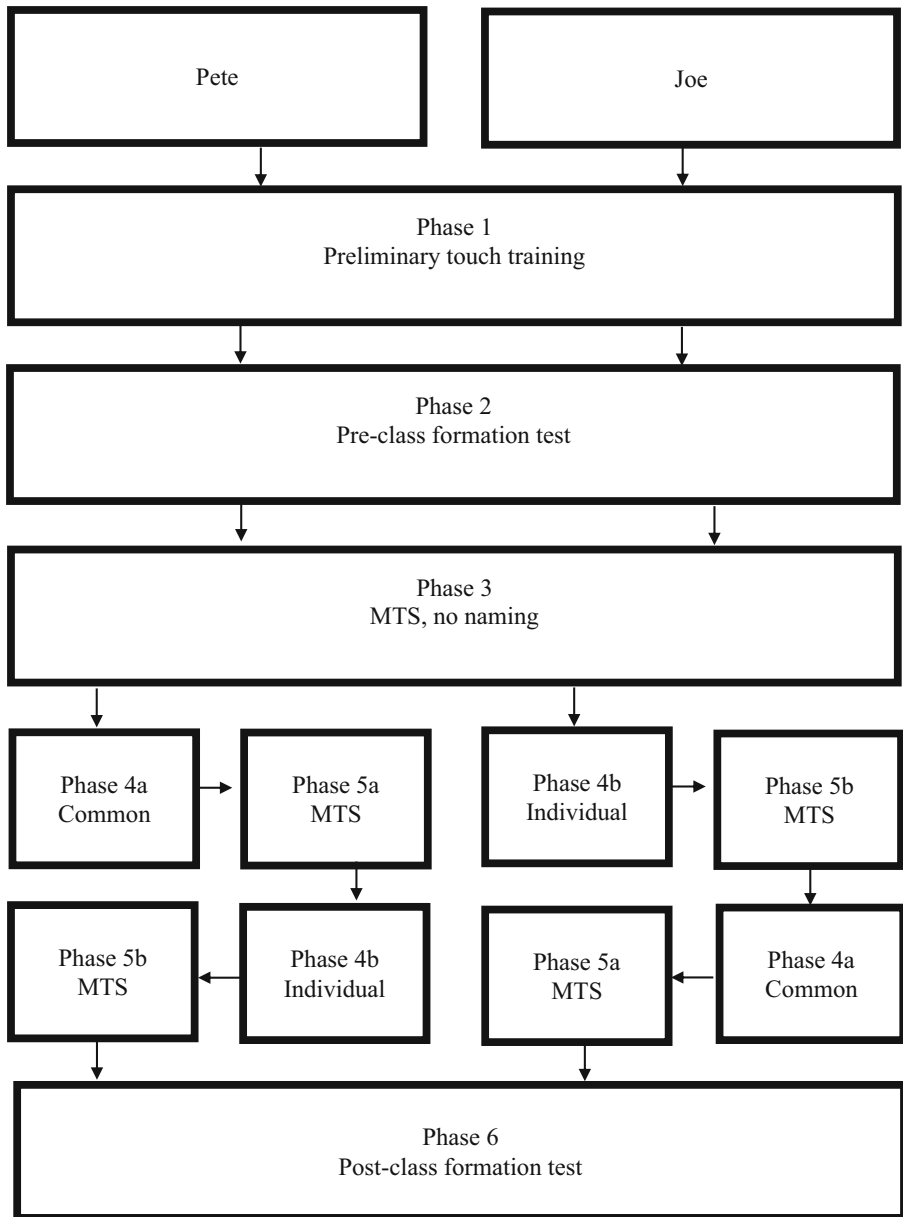 Pete
Joe
Phase 1
Preliminary touch training
Phase 2
Pre-class formation test
Phase 3
MTS, no naming
Phase 4a
Common
Phase 5a
MTS
Phase 4b
Individual
Phase 5b
MTS
Phase 5b
MTS
Phase 4b
Individual
Phase 5a
MTS
Phase 4a
Common
Phase 6
Post-class formation test